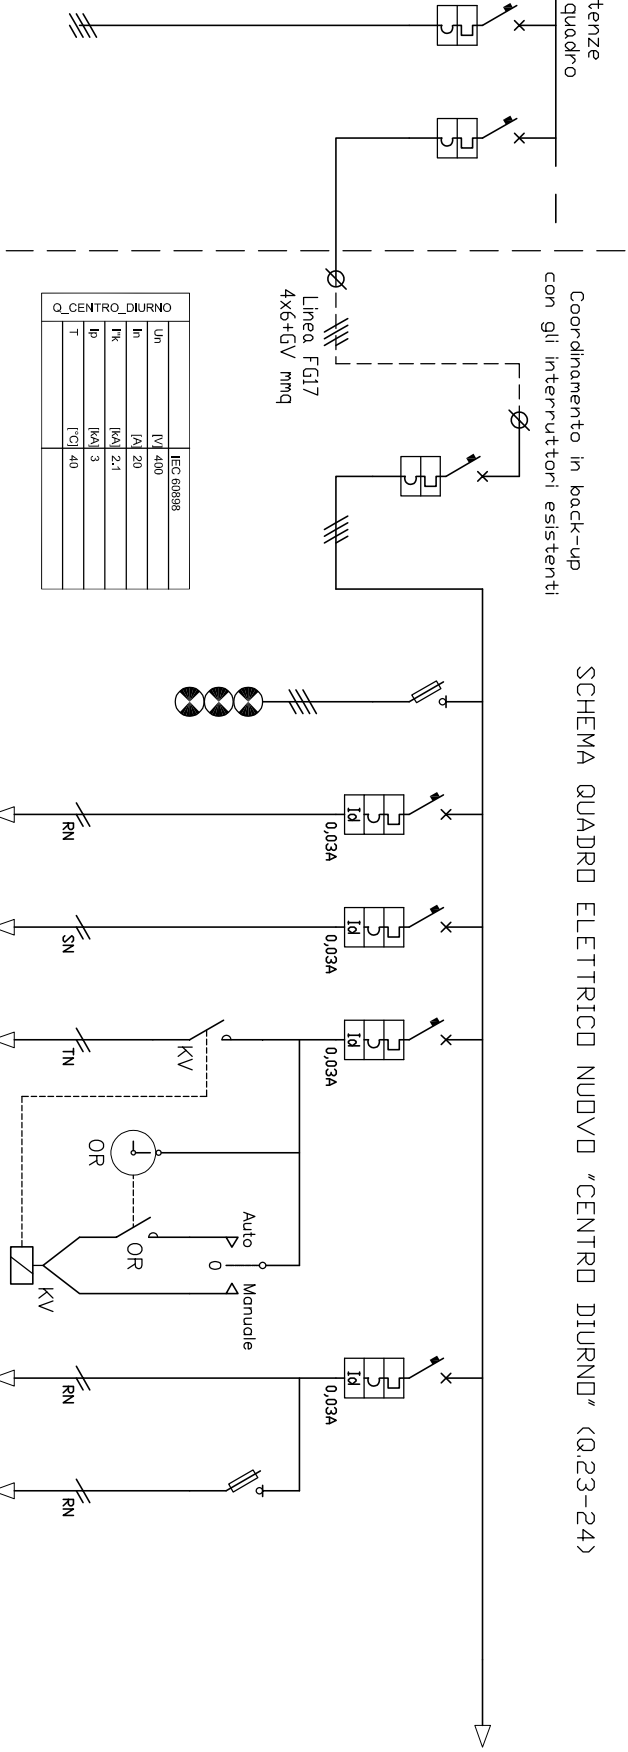 tenze
quadro
Coordinamento in back-up
con gli interruttori esistenti
SCHEMA QUADRO ELETTRICO NUOVO "CENTRO DIURNO" (Q.23-24)
Linea FG17
4x6+GV mmq
Q_CENTRO_DIURNO
IEC 60898
Un [V] 400
In [A] 20
I"k [kA] 2.1
Ip [kA] 3
T [°C] 40
Id
0,03A
RN
Id
0,03A
SN
Id
0,03A
KV
TN
OR
Auto
0
Manuale
OR
KV
Id
0,03A
RN
RN